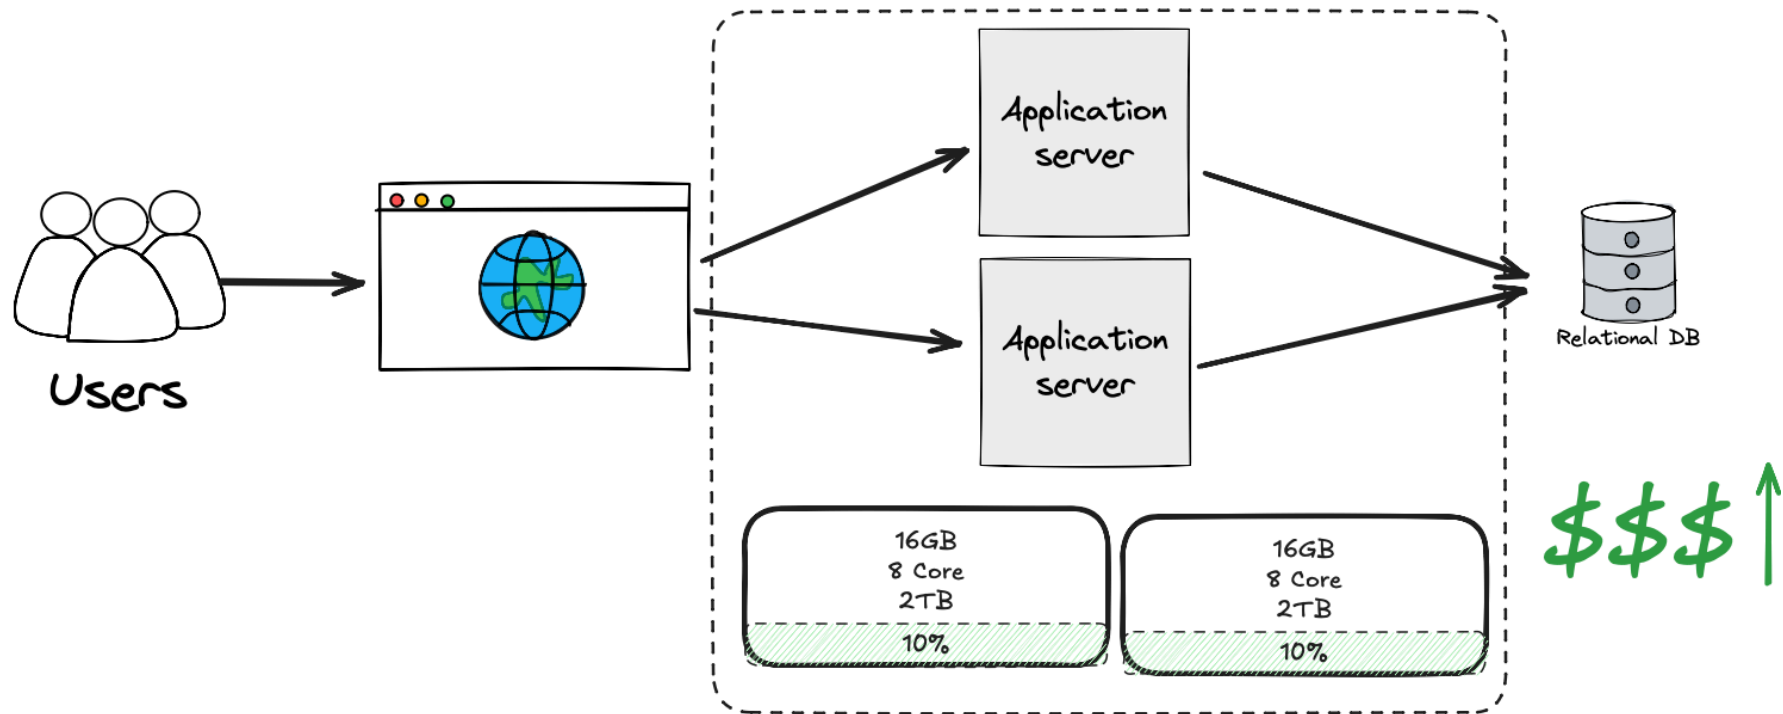 Users
Application
server
Application
server
Relational DB
16GB
8 Core
2TB
10%
16GB
8 Core
2TB
10%
$$$